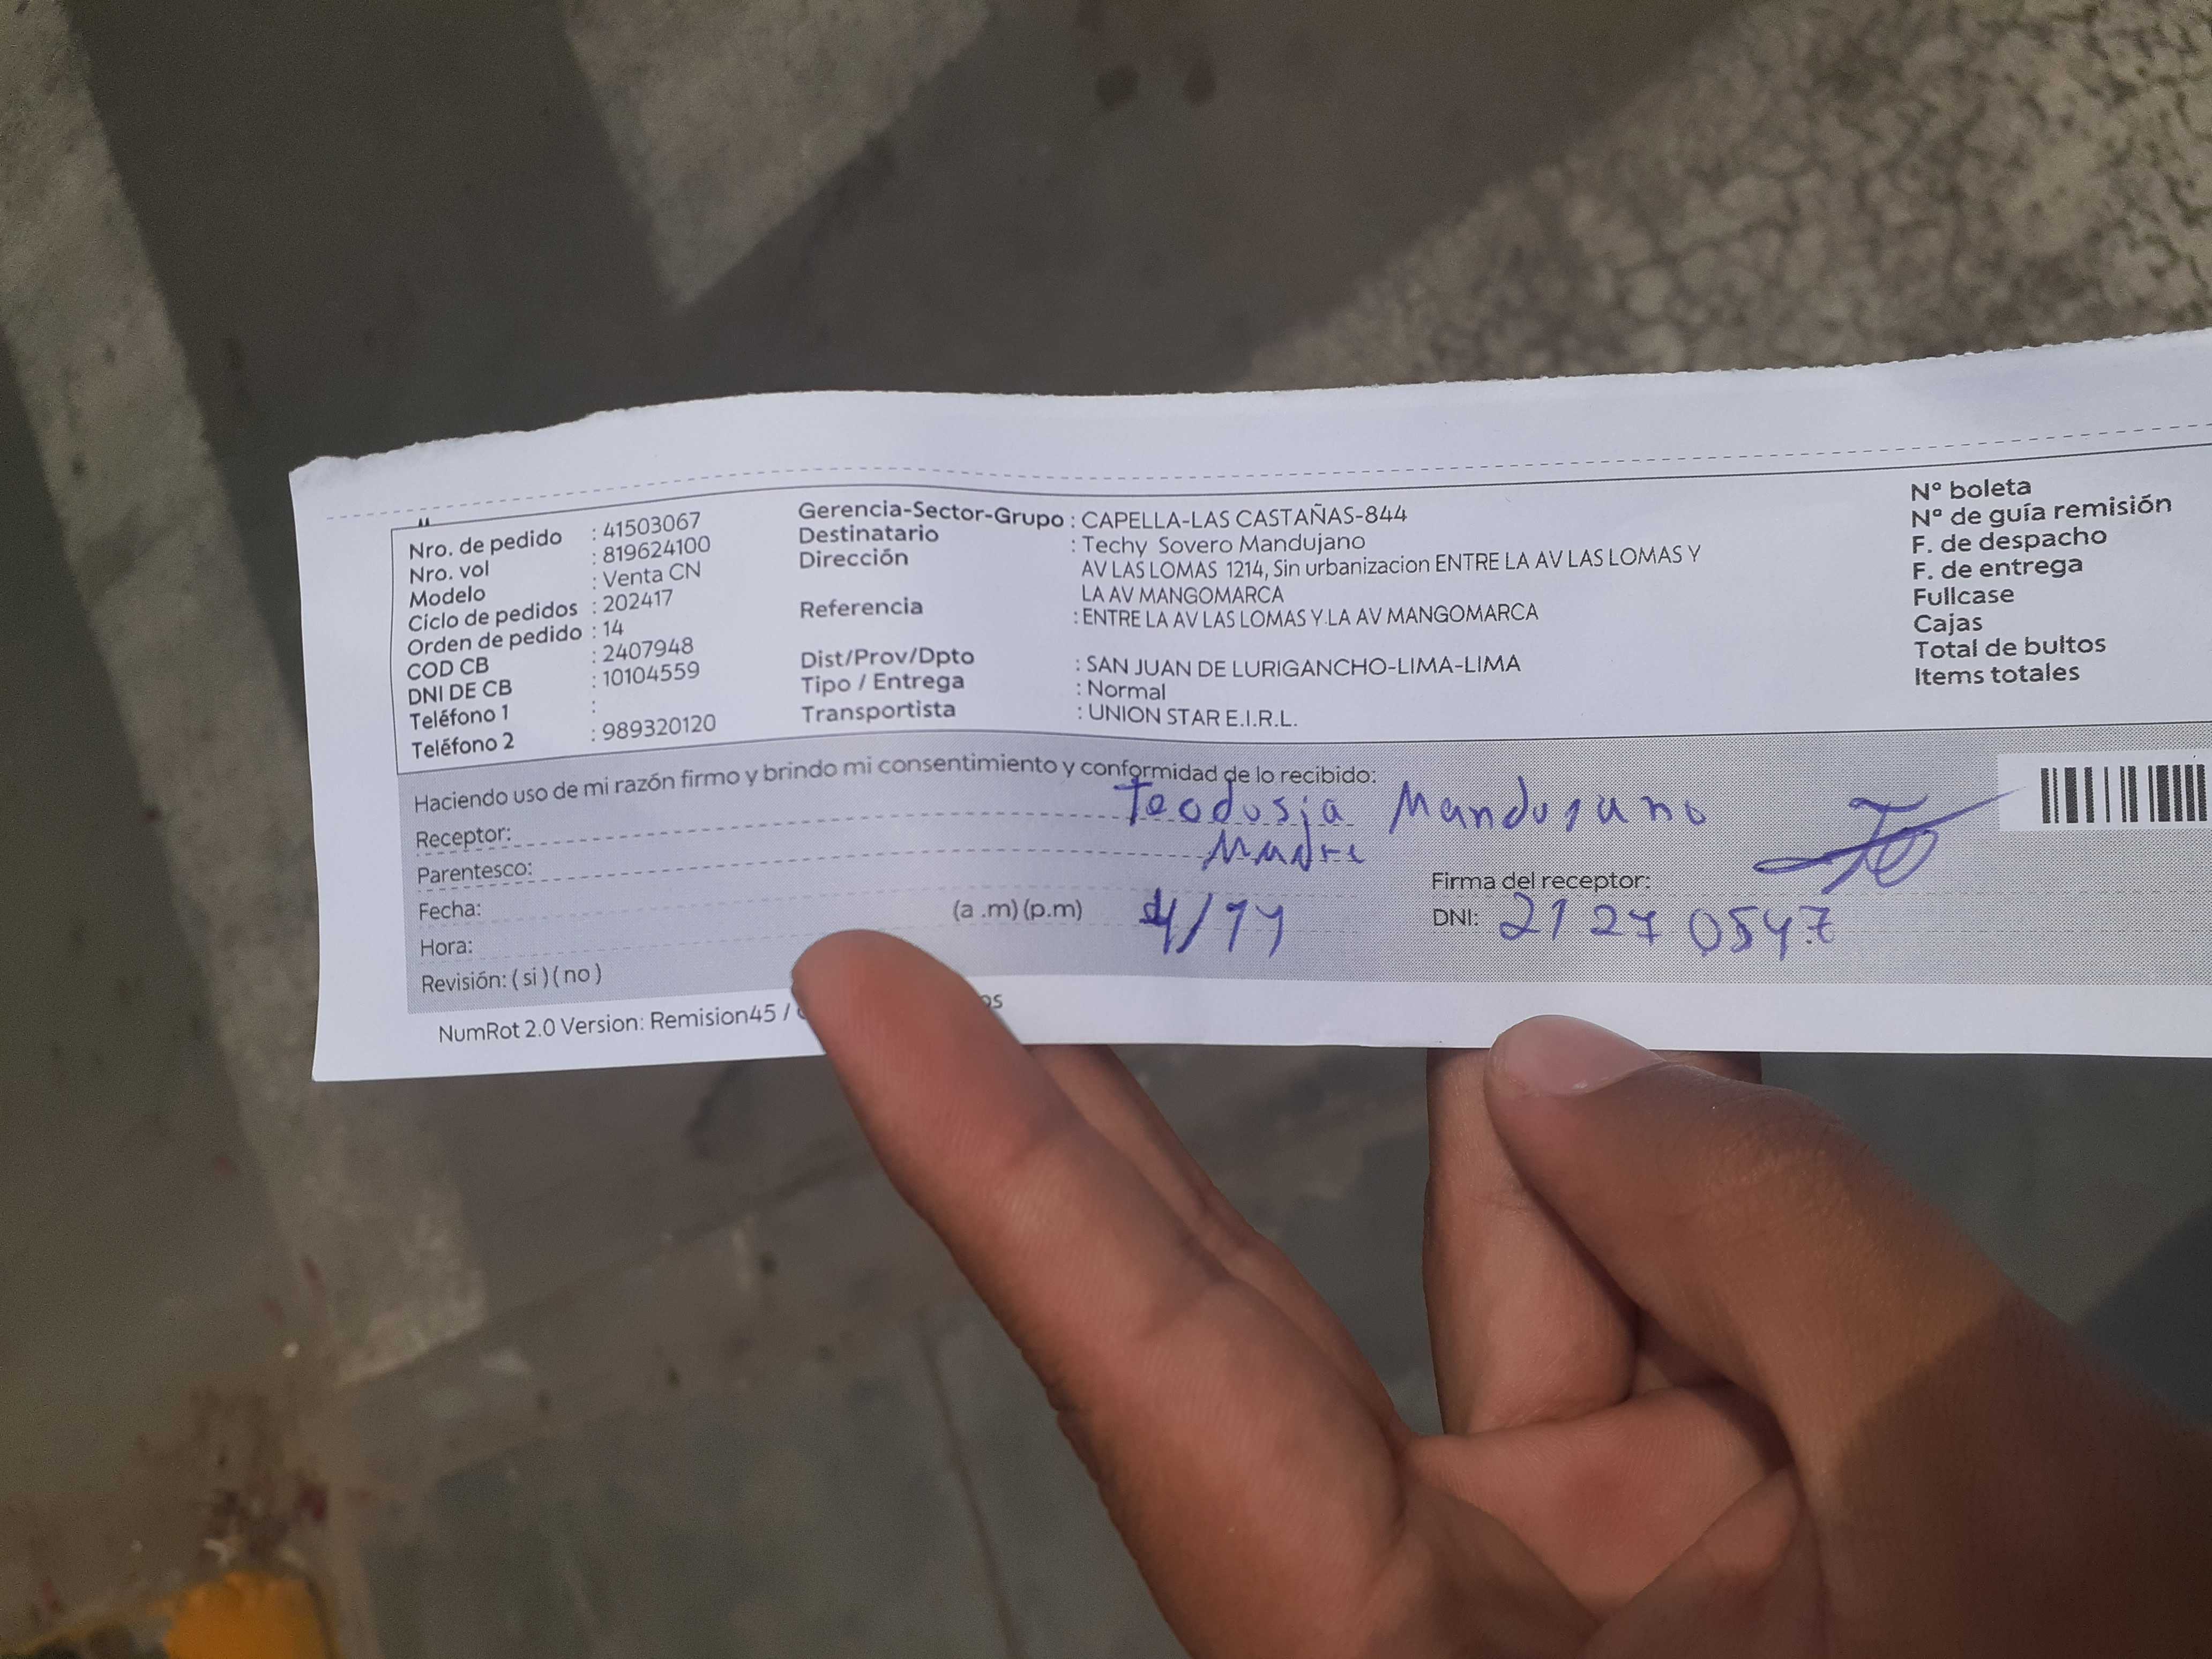 Nro. de pedido : 41503067
Nro. vol : 819624100
Modelo : Venta CN
Ciclo de pedidos : 202417
Orden de pedido : 14
COD CB : 2407948
DNI DE CB : 10104559
Teléfono 1 :
Teléfono 2 : 989320120
Gerencia-Sector-Grupo : CAPELLA-LAS CASTAÑAS-844
Destinatario : Techy Sovero Mandujano
Dirección AV LAS LOMAS 1214, Sin urbanizacion ENTRE LA AV LAS LOMAS Y
LA AV MANGOMARCA
Referencia : ENTRE LA AV LAS LOMAS Y LA AV MANGOMARCA
Dist/Prov/Dpto : SAN JUAN DE LURIGANCHO-LIMA-LIMA
Tipo / Entrega : Normal
Transportista : UNION STAR E.I.R.L.
N° boleta
N° de guía remisión
F. de despacho
F. de entrega
Fullcase
Cajas
Total de bultos
Items totales
Haciendo uso de mi razón firmo y brindo mi consentimiento y conformidad de lo recibido:
Receptor: Teodosia Mandujano
Parentesco: Madre
Fecha: 4/11
Hora: (a .m) (p.m)
Revisión: ( si ) ( no )
Firma del receptor:
DNI: 21270547
NumRot 2.0 Version: Remision45 /